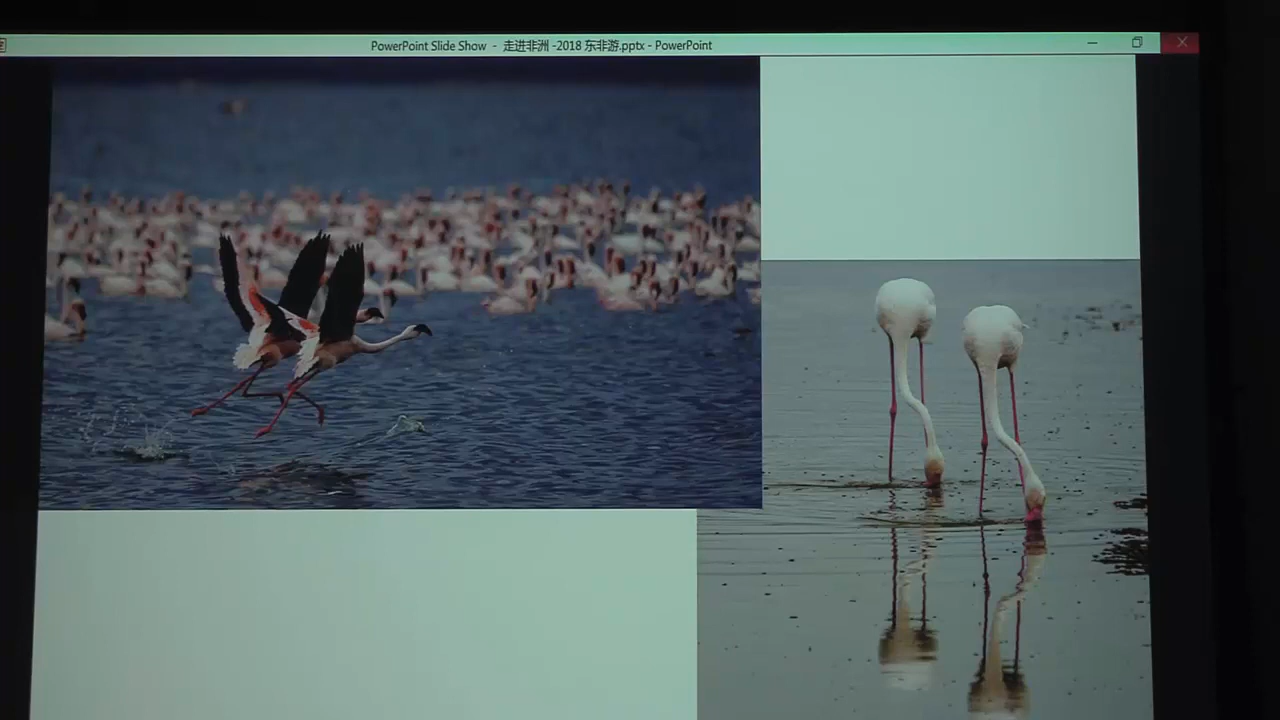 PowerPoint Slide Show - 走进非洲 -2018 东非游.pptx - PowerPoint